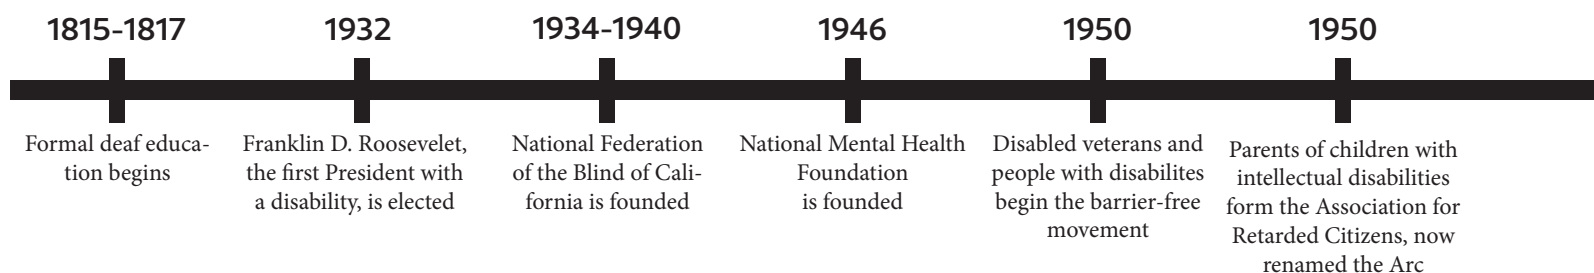 1815-1817
Formal deaf educa-
tion begins
1932
Franklin D. Roosevelet,
the first President with
a disability, is elected
1934-1940
National Federation
of the Blind of Cali-
fornia is founded
1946
National Mental Health
Foundation
is founded
1950
Disabled veterans and
people with disabilites
begin the barrier-free
movement
1950
Parents of children with
intellectual disabilities
form the Association for
Retarded Citizens, now
renamed the Arc